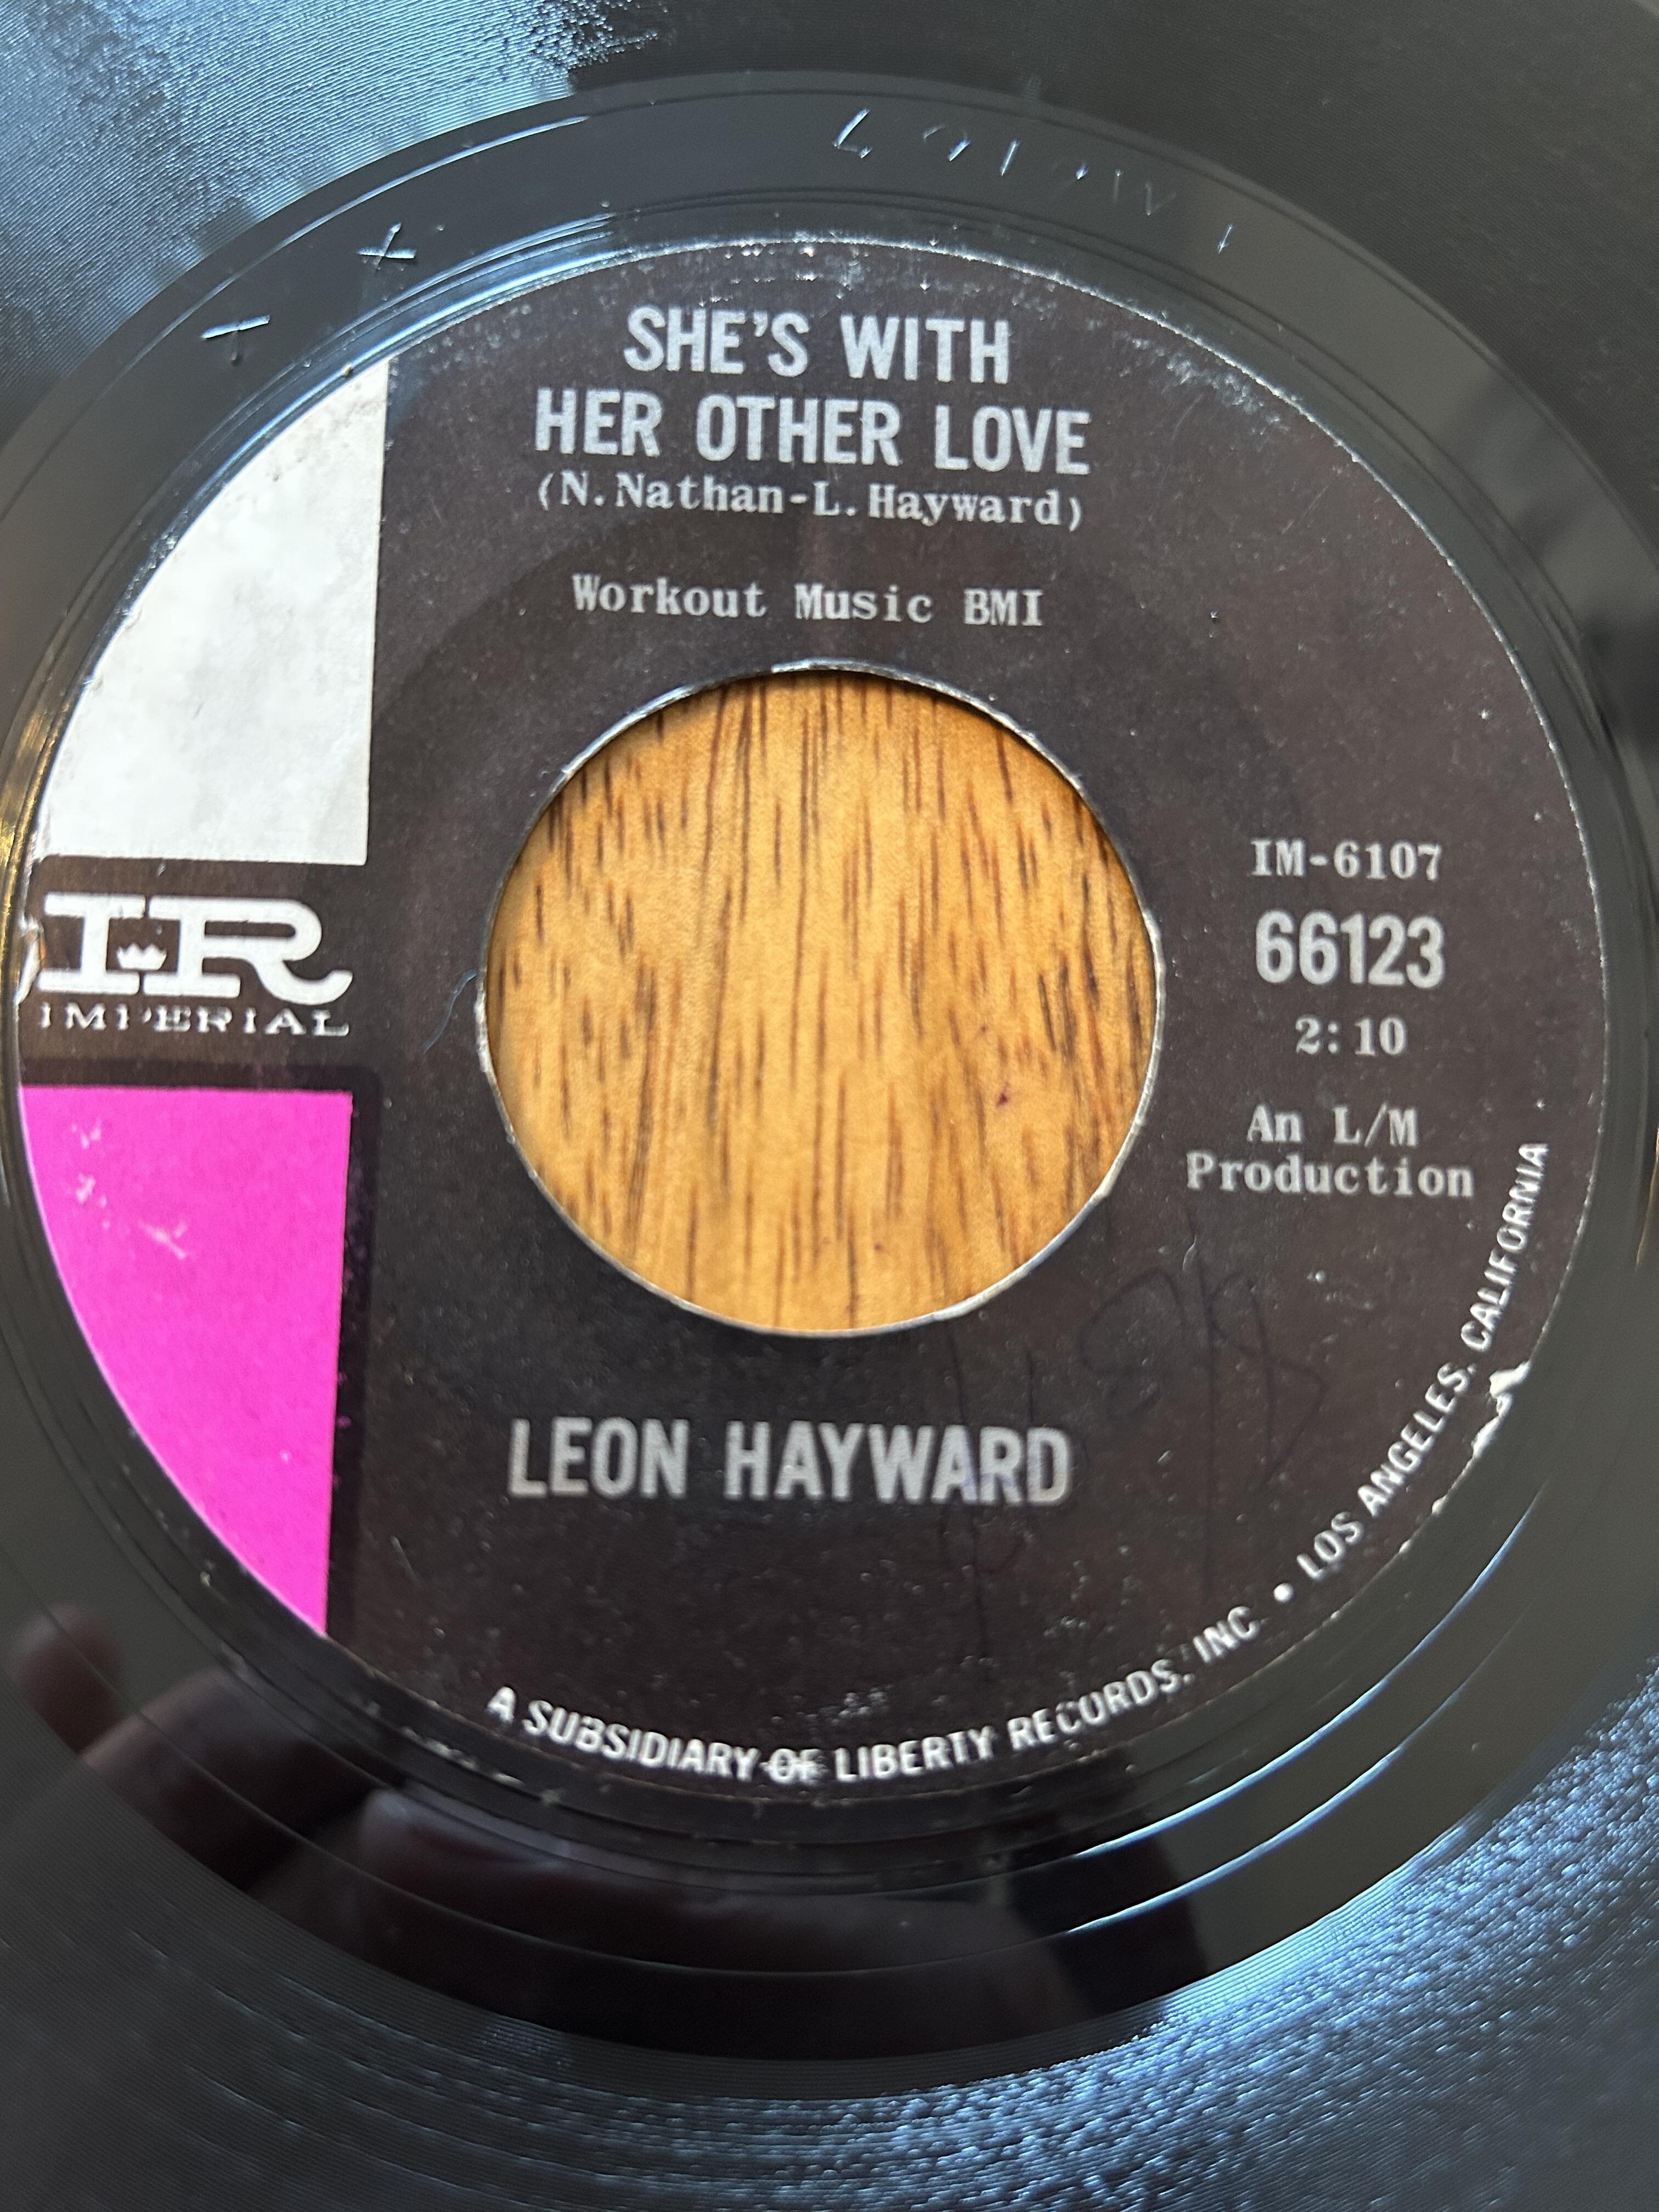 SHE'S WITH
HER OTHER LOVE
(N.Nathan-L.Hayward)
Workout Music BMI
IR
IMPERIAL
IM-6107
66123
2:10
An L/M
Production
LEON HAYWARD
A SUBSIDIARY OF LIBERTY RECORDS, INC. • LOS ANGELES, CALIFORNIA